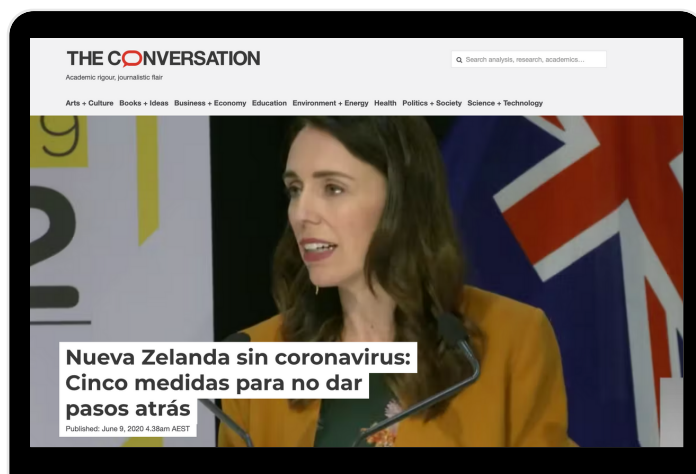 THE CONVERSATION
Academic rigour, journalistic flair
Search analysis, research, academics...
Arts + Culture Books + Ideas Business + Economy Education Environment + Energy Health Politics + Society Science + Technology
9
2
Nueva Zelanda sin coronavirus:
Cinco medidas para no dar
pasos atrás
Published: June 9, 2020 4.38am AEST